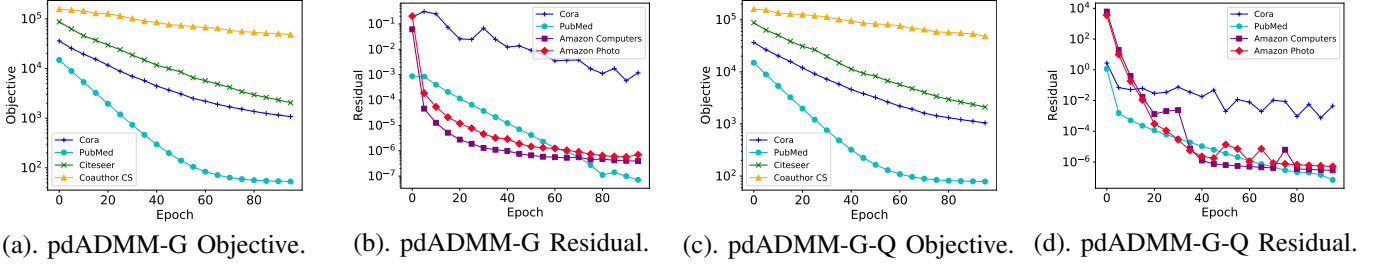 10^5
10^4
10^3
10^2
Objective
Cora
PubMed
Citeseer
Coauthor CS
0 20 40 60 80
Epoch
(a). pdADMM-G Objective.
10^-1
10^-2
10^-3
10^-4
10^-5
10^-6
10^-7
Residual
Cora
PubMed
Amazon Computers
Amazon Photo
0 20 40 60 80
Epoch
(b). pdADMM-G Residual.
10^5
10^4
10^3
10^2
Objective
Cora
PubMed
Citeseer
Coauthor CS
0 20 40 60 80
Epoch
(c). pdADMM-G-Q Objective.
10^4
10^2
10^0
10^-2
10^-4
10^-6
Residual
Cora
PubMed
Amazon Computers
Amazon Photo
0 20 40 60 80
Epoch
(d). pdADMM-G-Q Residual.